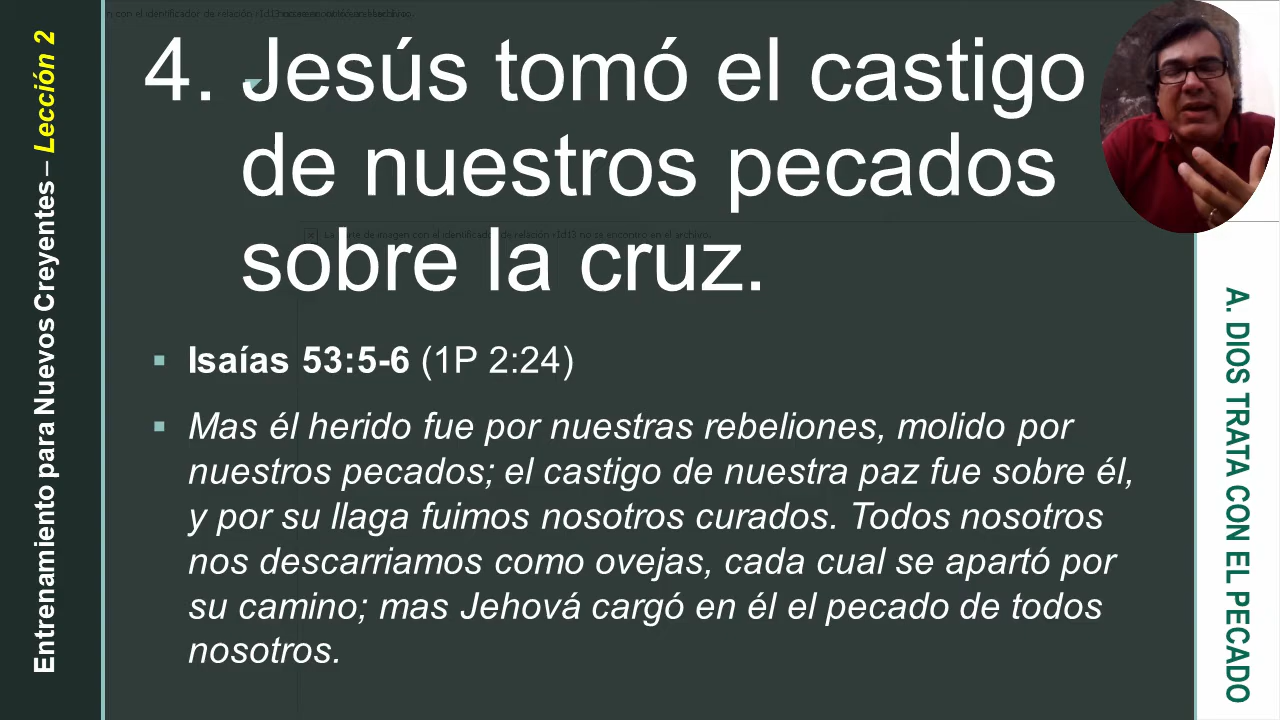 Entrenamiento para Nuevos Creyentes– Lección 2
4. Jesús tomó el castigo
de nuestros pecados
sobre la cruz.
▪ Isaías 53:5-6 (1P 2:24)
▪ Mas él herido fue por nuestras rebeliones, molido por
nuestros pecados; el castigo de nuestra paz fue sobre él,
y por su llaga fuimos nosotros curados. Todos nosotros
nos descarriamos como ovejas, cada cual se apartó por
su camino; mas Jehová cargó en él el pecado de todos
nosotros.
A. DIOS TRATA CON EL PECADO